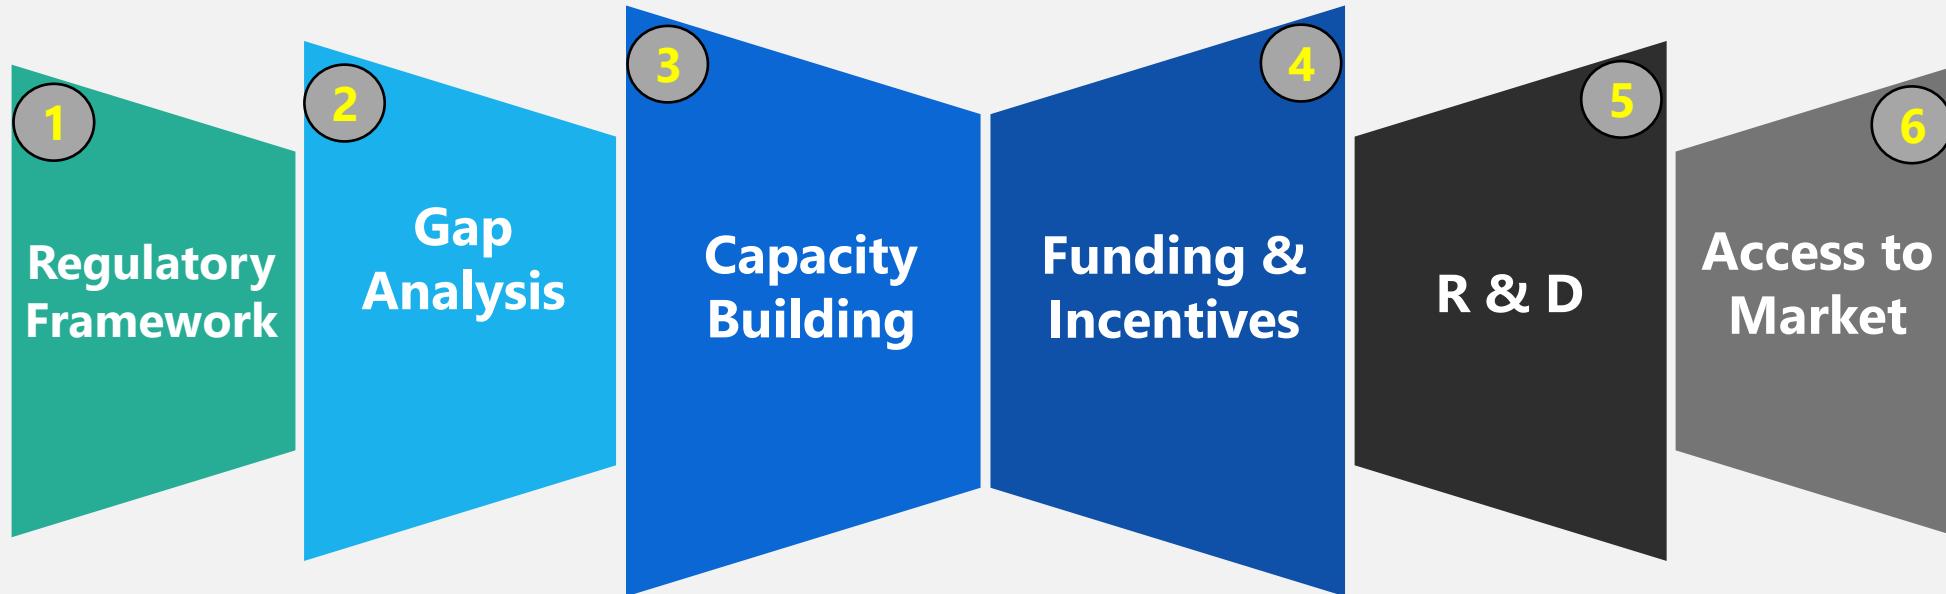 1
Regulatory
Framework
2
Gap
Analysis
3
Capacity
Building
4
Funding &
Incentives
5
R & D
6
Access to
Market